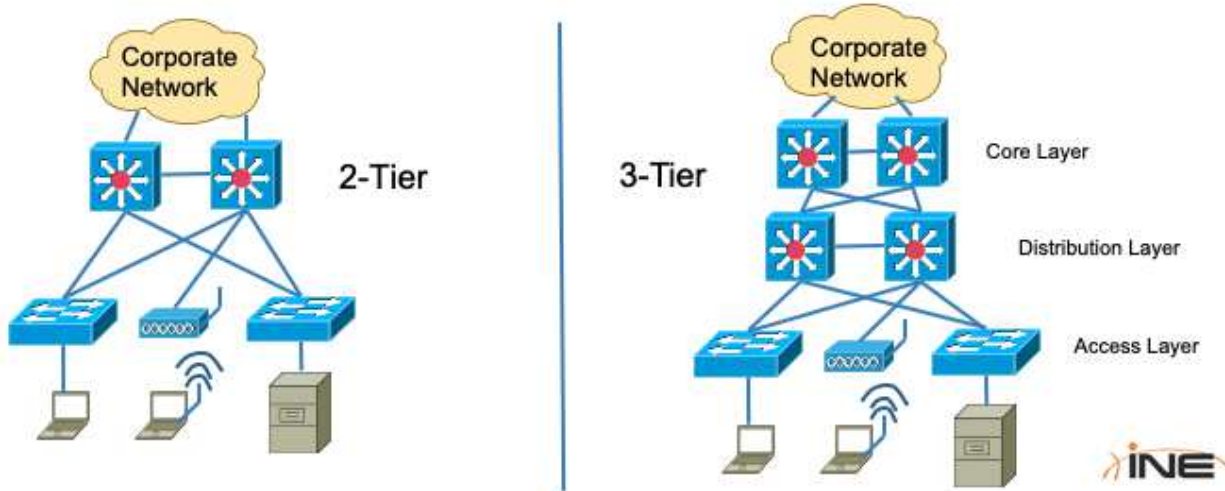 Corporate
Network
2-Tier
Corporate
Network
3-Tier
Core Layer
Distribution Layer
Access Layer
iNE